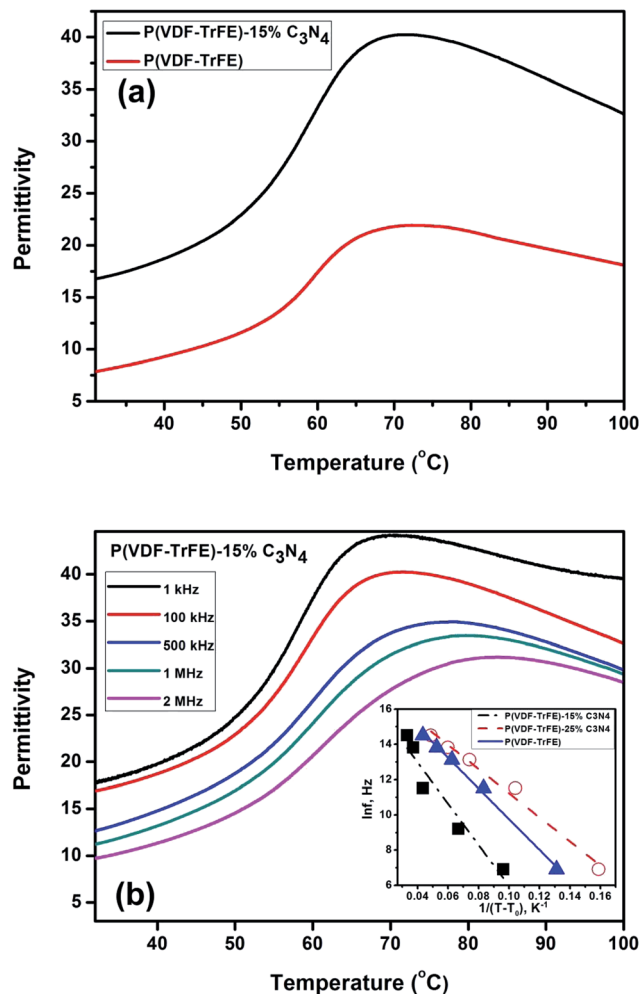 P(VDF-TrFE)-15% C₃N₄
P(VDF-TrFE)
(a)
40
35
30
25
20
15
10
5
Permittivity
40 50 60 70 80 90 100
Temperature (°C)
P(VDF-TrFE)-15% C₃N₄
1 kHz
100 kHz
500 kHz
1 MHz
2 MHz
(b)
40
35
30
25
20
15
10
Permittivity
40 50 60 70 80 90 100
Temperature (°C)
P(VDF-TrFE)-15% C3N4
P(VDF-TrFE)-25% C3N4
P(VDF-TrFE)
16
14
12
10
8
6
lnf, Hz
0.04 0.06 0.08 0.10 0.12 0.14 0.16
1/(T-T₀), K⁻¹